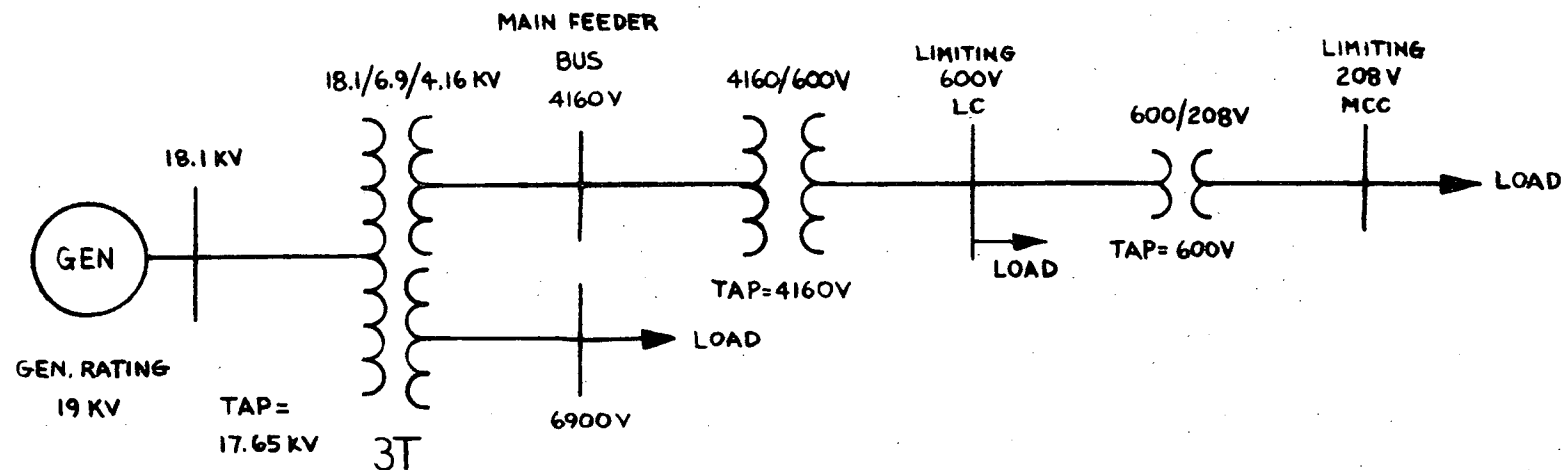 MAIN FEEDER
BUS
4160V
18.1/6.9/4.16 KV
4160/600V
LIMITING
600V
LC
LIMITING
208V
MCC
600/208V
18.1 KV
GEN
LOAD
LOAD
TAP=600V
TAP=4160V
LOAD
GEN. RATING
19 KV
TAP=
17.65 KV
6900V
3T